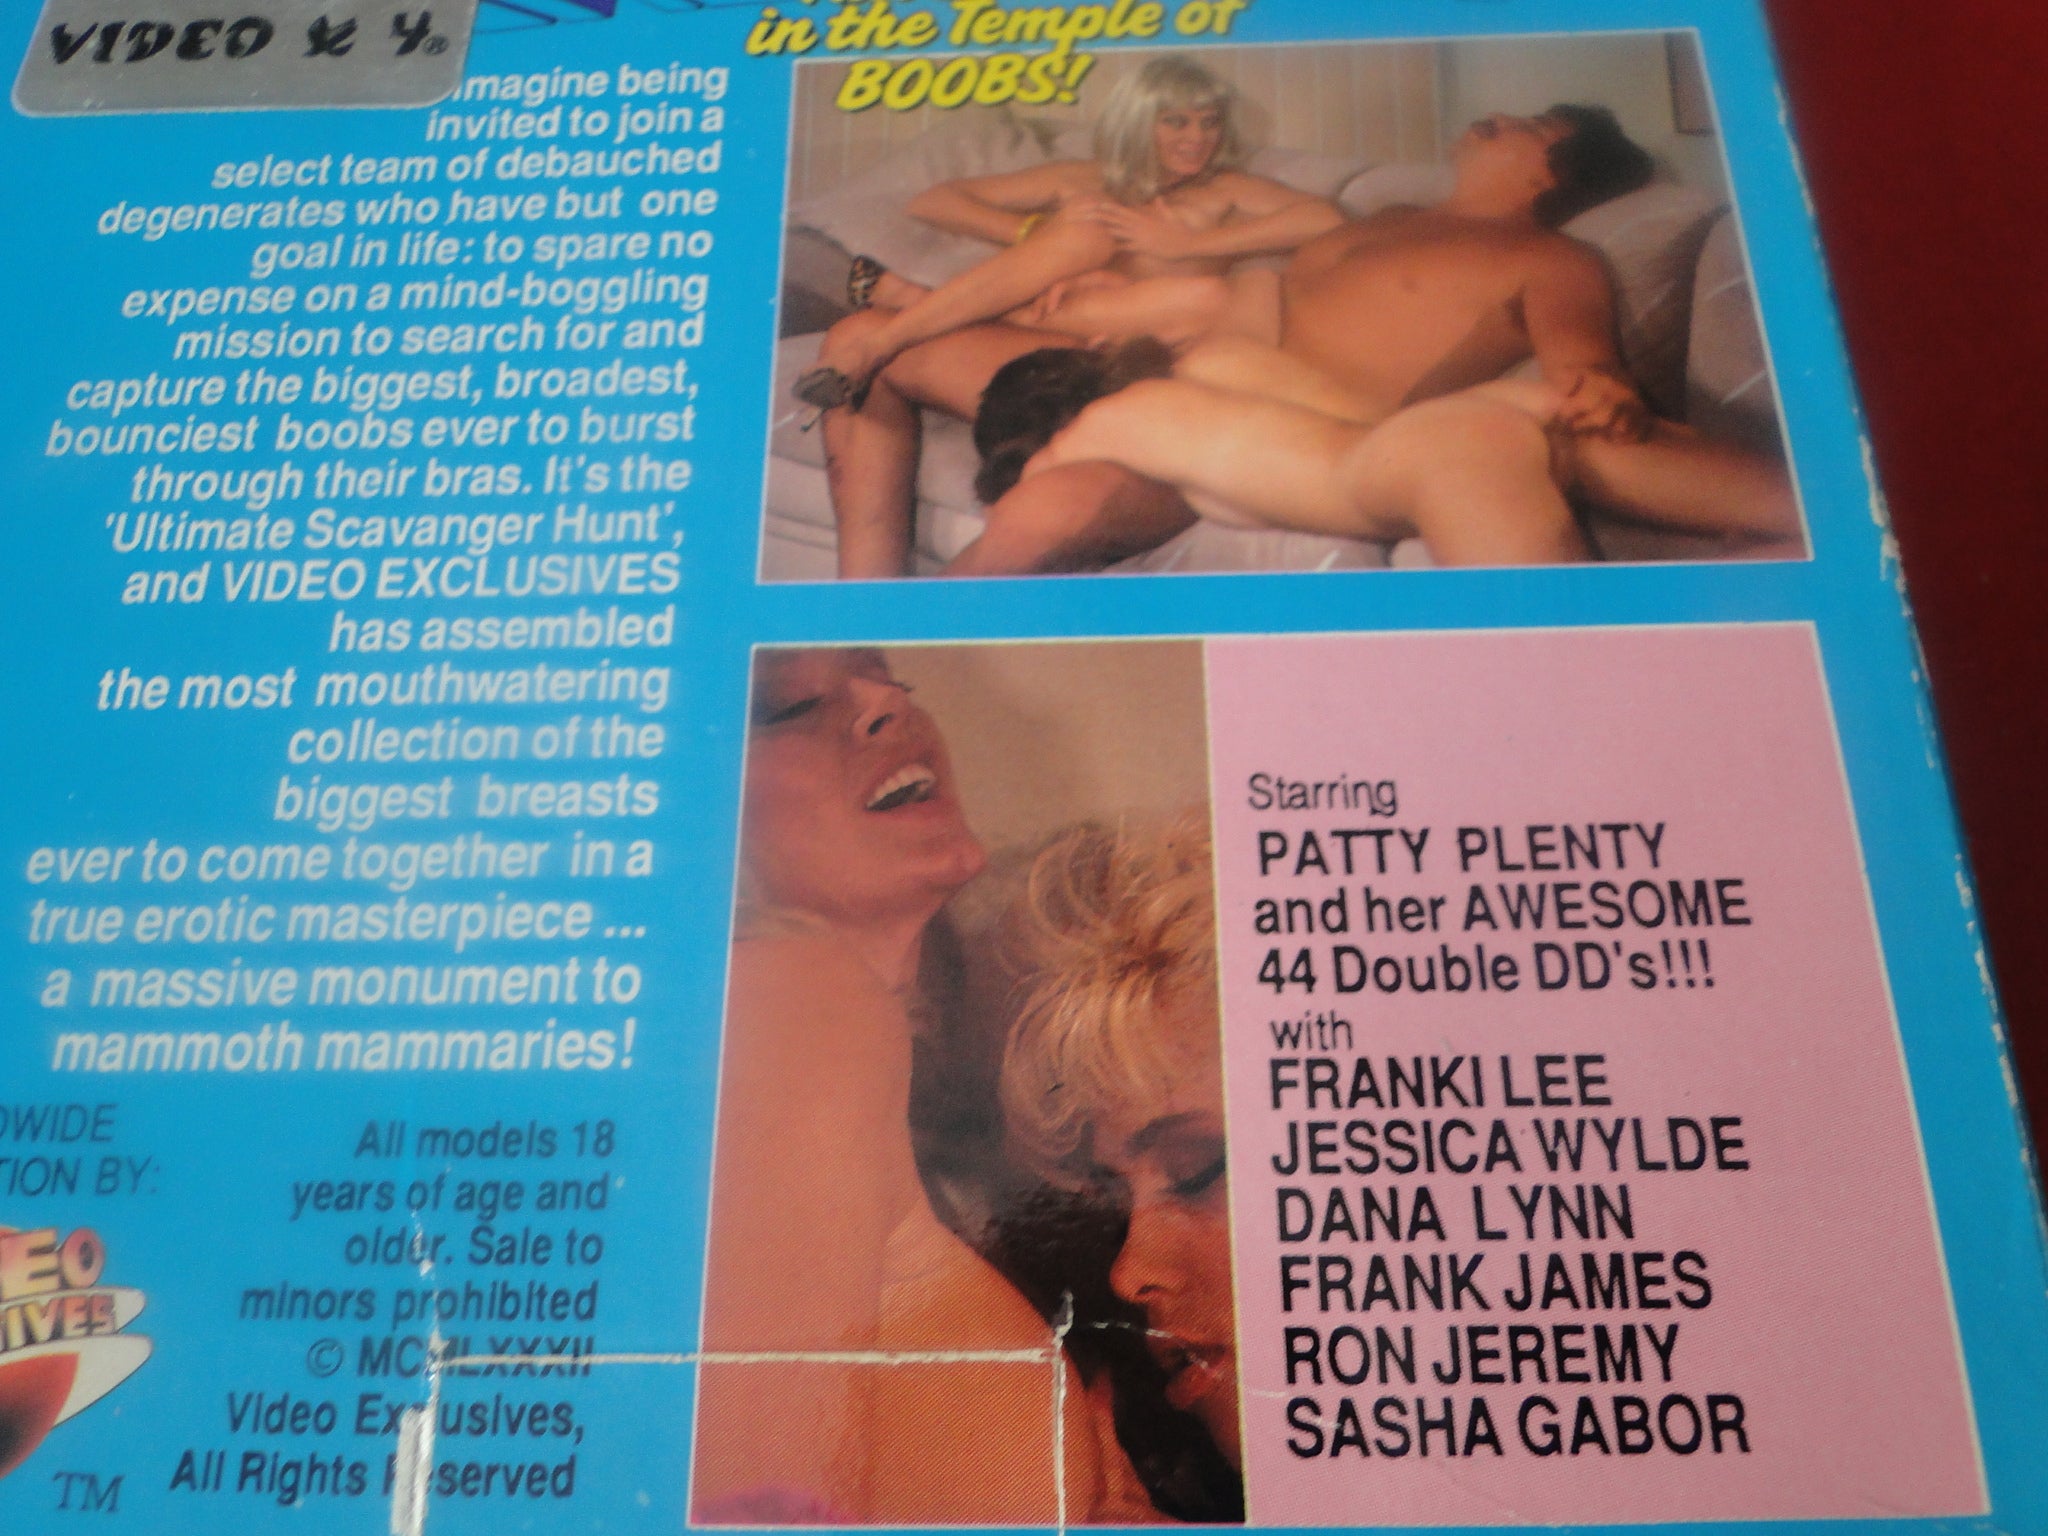 VIDEO X 4®
in the Temple of
BOOBS!
imagine being
invited to join a
select team of debauched
degenerates who have but one
goal in life: to spare no
expense on a mind-boggling
mission to search for and
capture the biggest, broadest,
bounciest boobs ever to burst
through their bras. It's the
'Ultimate Scavanger Hunt',
and VIDEO EXCLUSIVES
has assembled
the most mouthwatering
collection of the
biggest breasts
ever to come together in a
true erotic masterpiece ...
a massive monument to
mammoth mammaries!
All models 18
years of age and
older. Sale to
minors prohibited
© MCMLXXXII
Video Exclusives,
All Rights Reserved
TM
Starring
PATTY PLENTY
and her AWESOME
44 Double DD's!!!
with
FRANKI LEE
JESSICA WYLDE
DANA LYNN
FRANK JAMES
RON JEREMY
SASHA GABOR
BY: